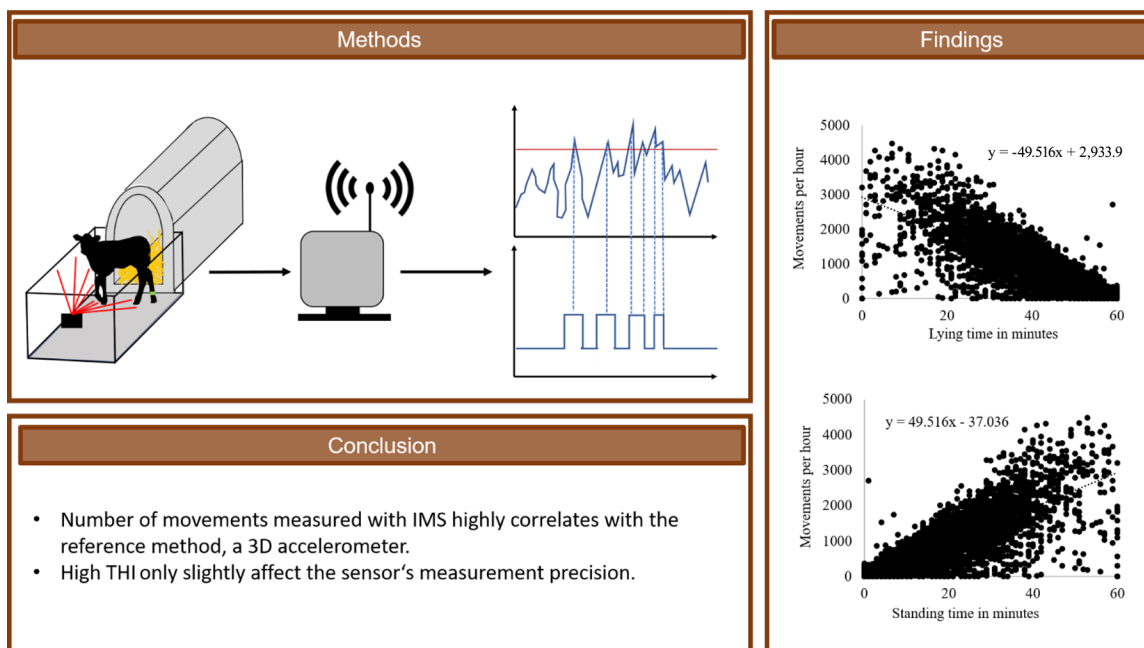 Methods
Conclusion
• Number of movements measured with IMS highly correlates with the
reference method, a 3D accelerometer.
• High THI only slightly affect the sensor‘s measurement precision.
Findings
5000
4000
3000
2000
1000
0
Movements per hour
y = -49.516x + 2,933.9
0 20 40 60
Lying time in minutes
5000
4000
3000
2000
1000
0
Movements per hour
y = 49.516x - 37.036
0 20 40 60
Standing time in minutes